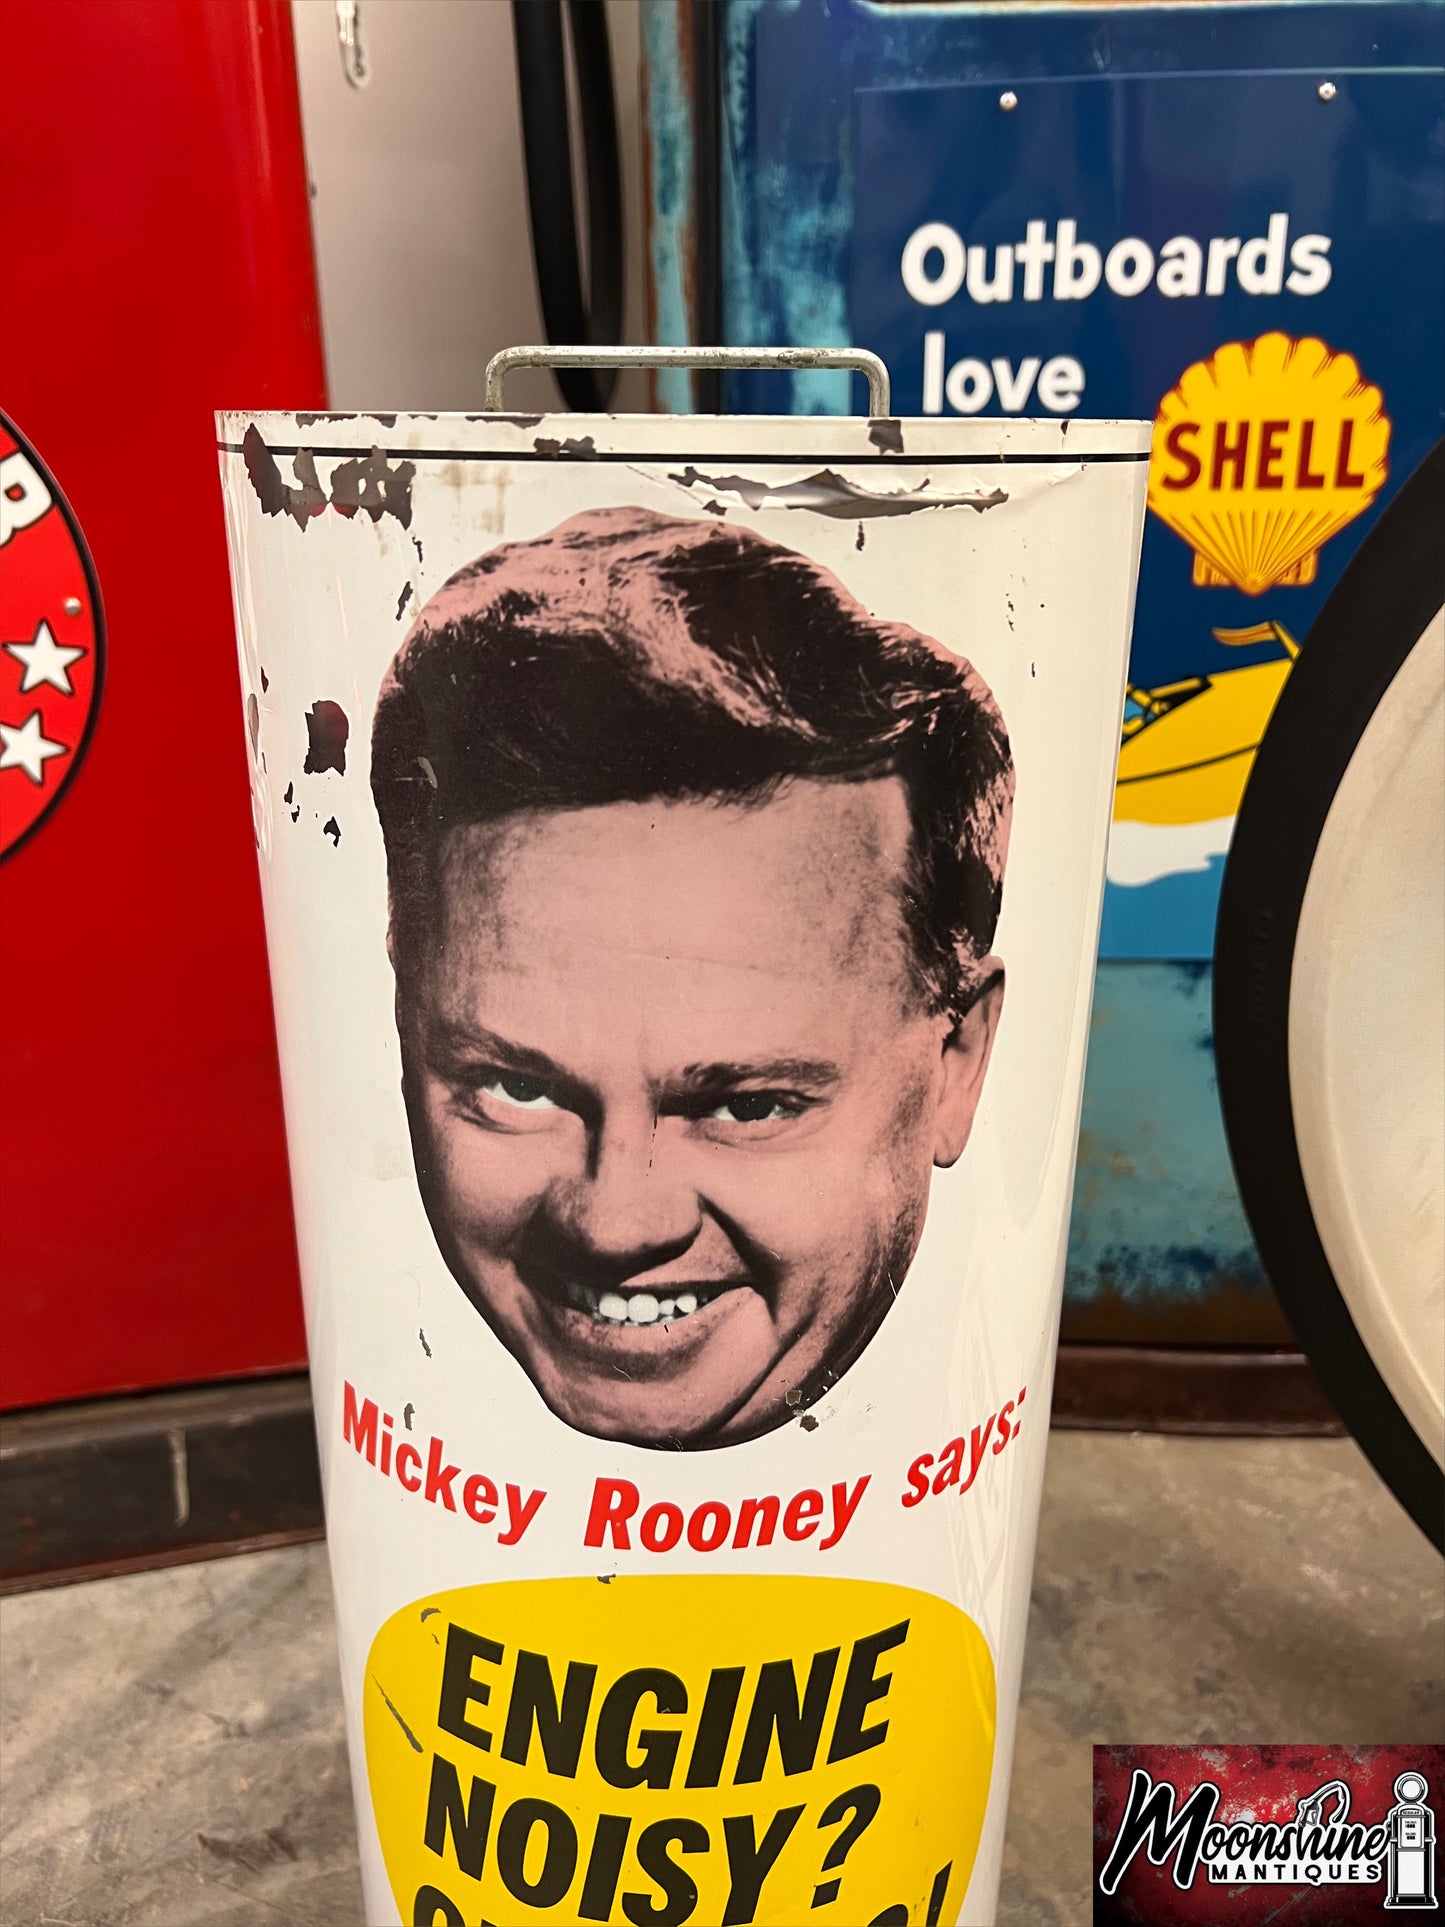 Outboards
love
SHELL
Mickey Rooney says:
ENGINE
NOISY?
Moonshine
MANTIQUES